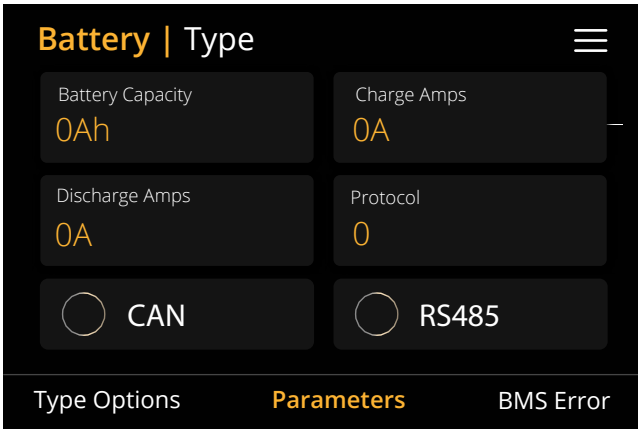 Battery | Type
Battery Capacity
0Ah
Charge Amps
0A
Discharge Amps
0A
Protocol
0
CAN
RS485
Type Options
Parameters
BMS Error